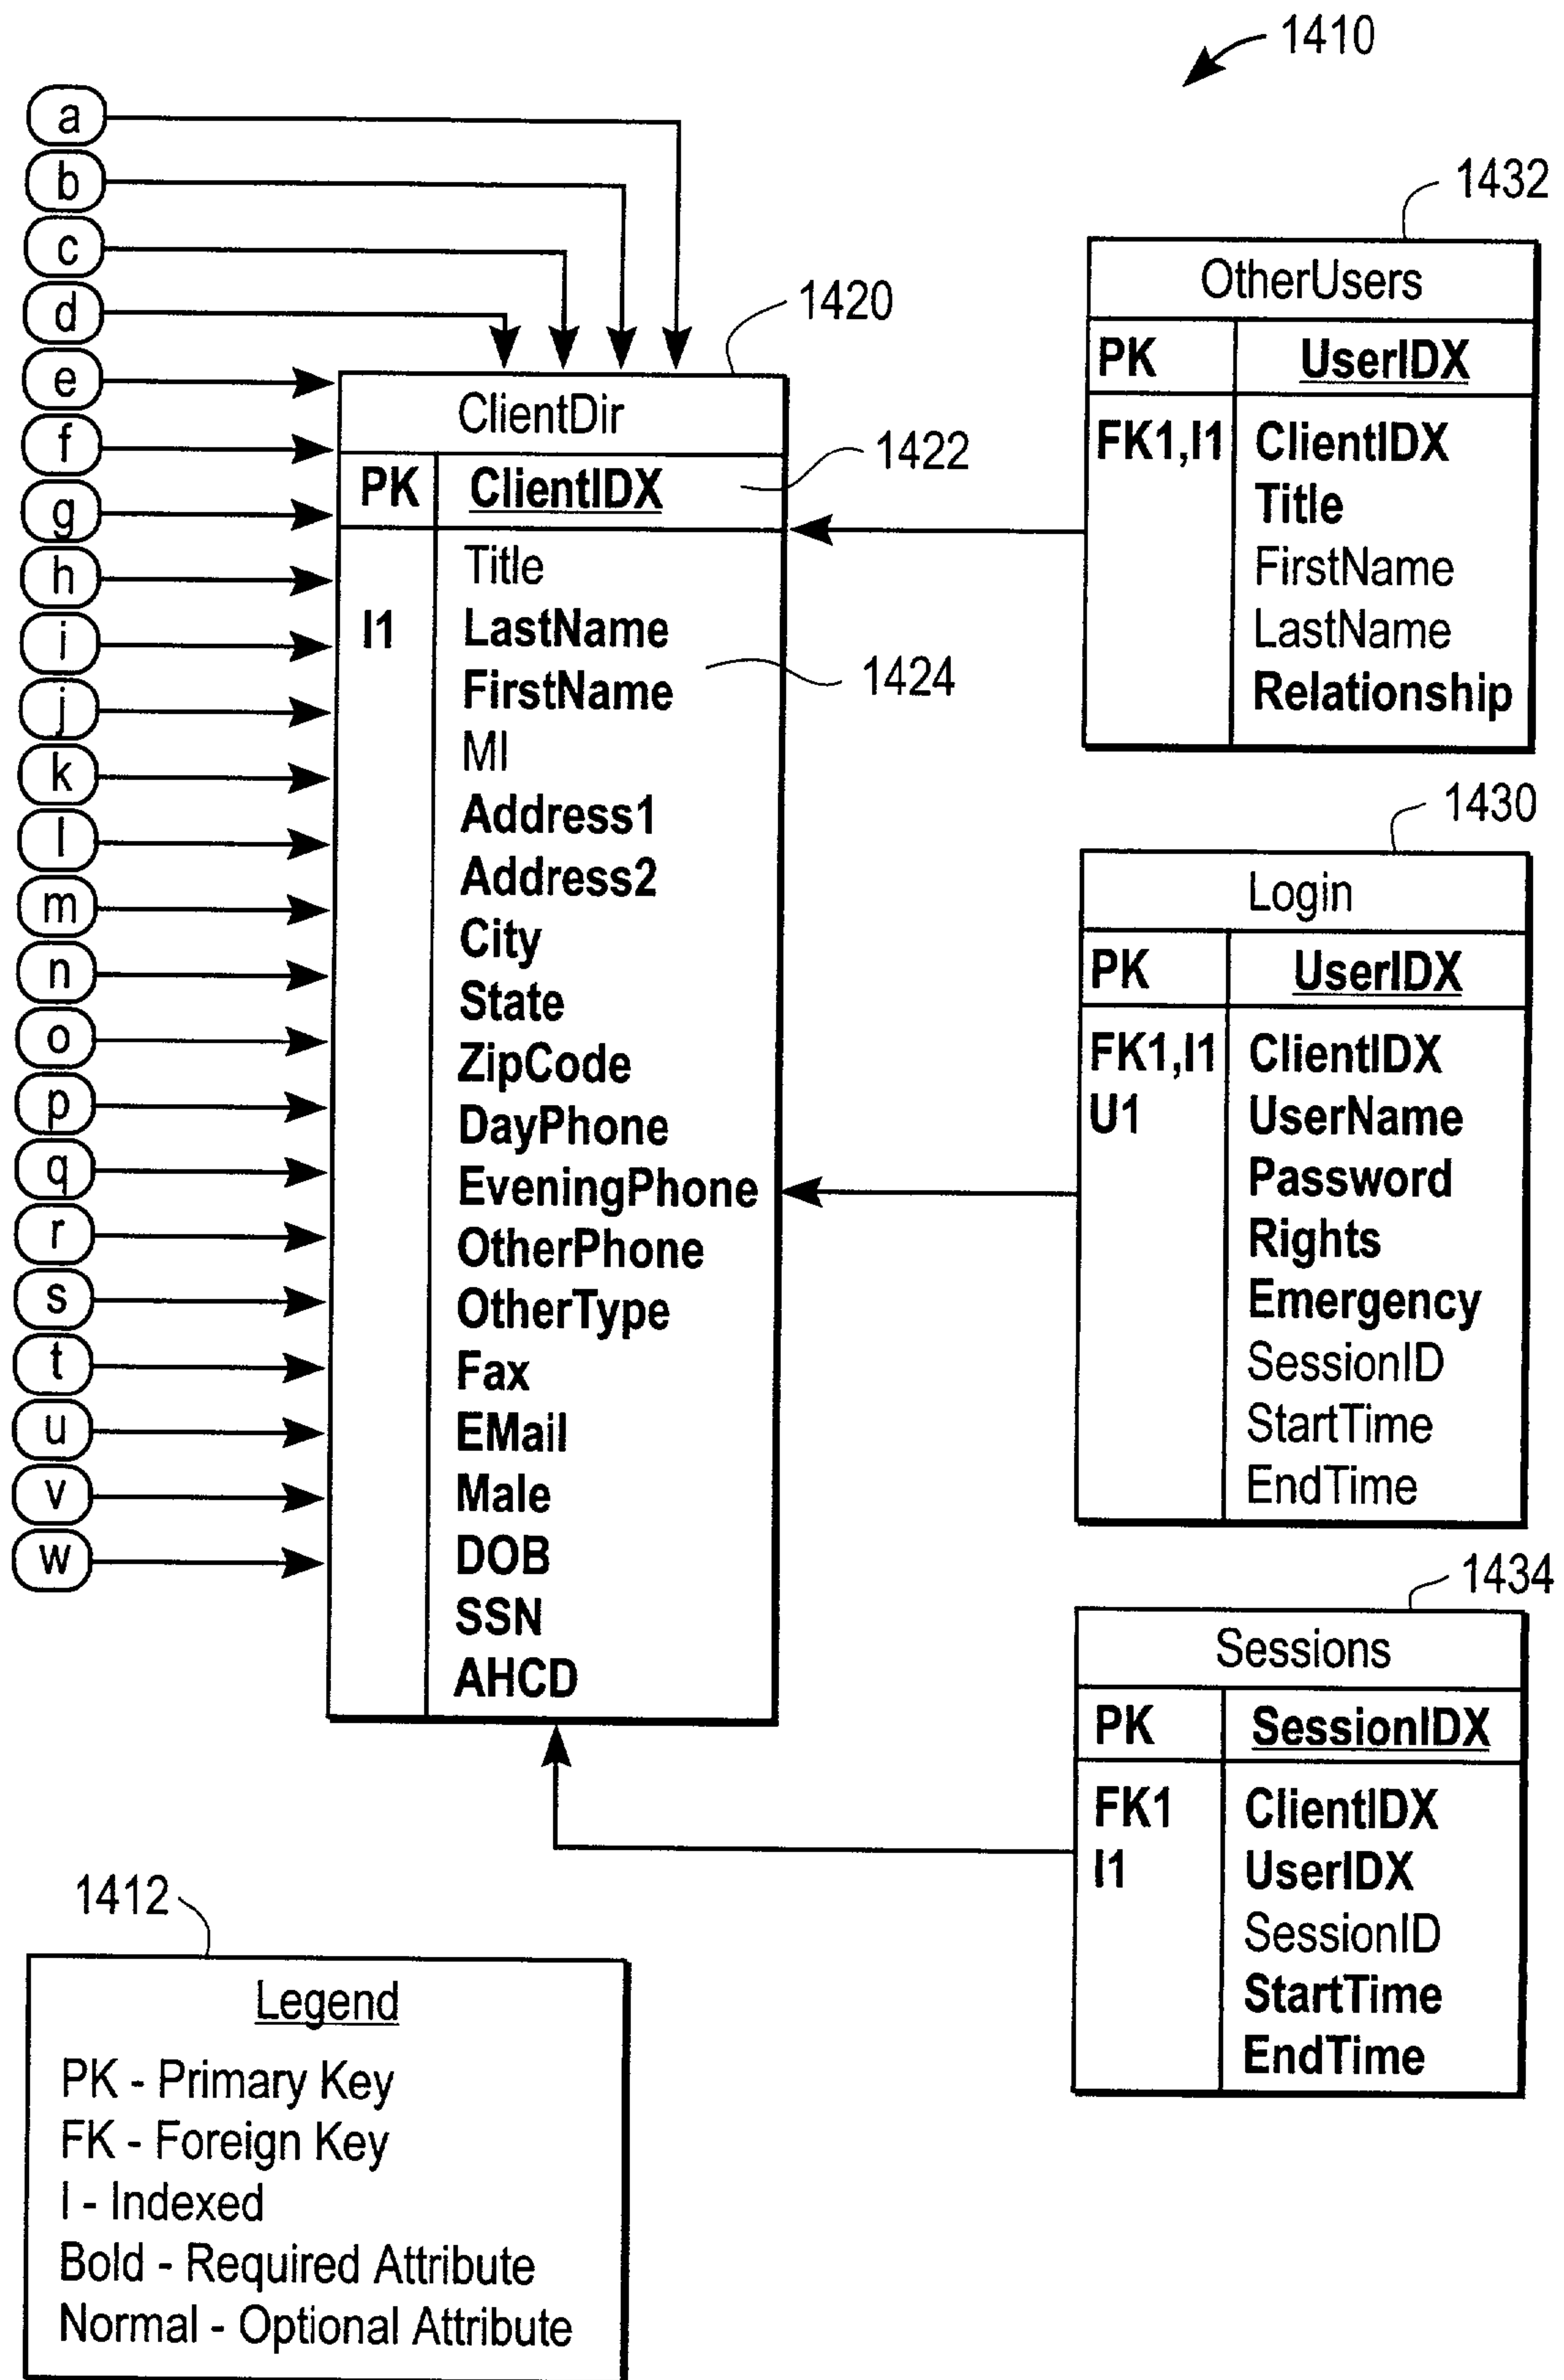 1410
a
b
c
d
e
f
g
h
i
j
k
l
m
n
o
p
q
r
s
t
u
v
w
1420
ClientDir
PK ClientIDX
1422
Title
I1 LastName
FirstName
1424
MI
Address1
Address2
City
State
ZipCode
DayPhone
EveningPhone
OtherPhone
OtherType
Fax
EMail
Male
DOB
SSN
AHCD
1432
OtherUsers
PK UserIDX
FK1,I1 ClientIDX
Title
FirstName
LastName
Relationship
1430
Login
PK UserIDX
FK1,I1 ClientIDX
U1 UserName
Password
Rights
Emergency
SessionID
StartTime
EndTime
1434
Sessions
PK SessionIDX
FK1 ClientIDX
I1 UserIDX
SessionID
StartTime
EndTime
1412
Legend
PK - Primary Key
FK - Foreign Key
I - Indexed
Bold - Required Attribute
Normal - Optional Attribute